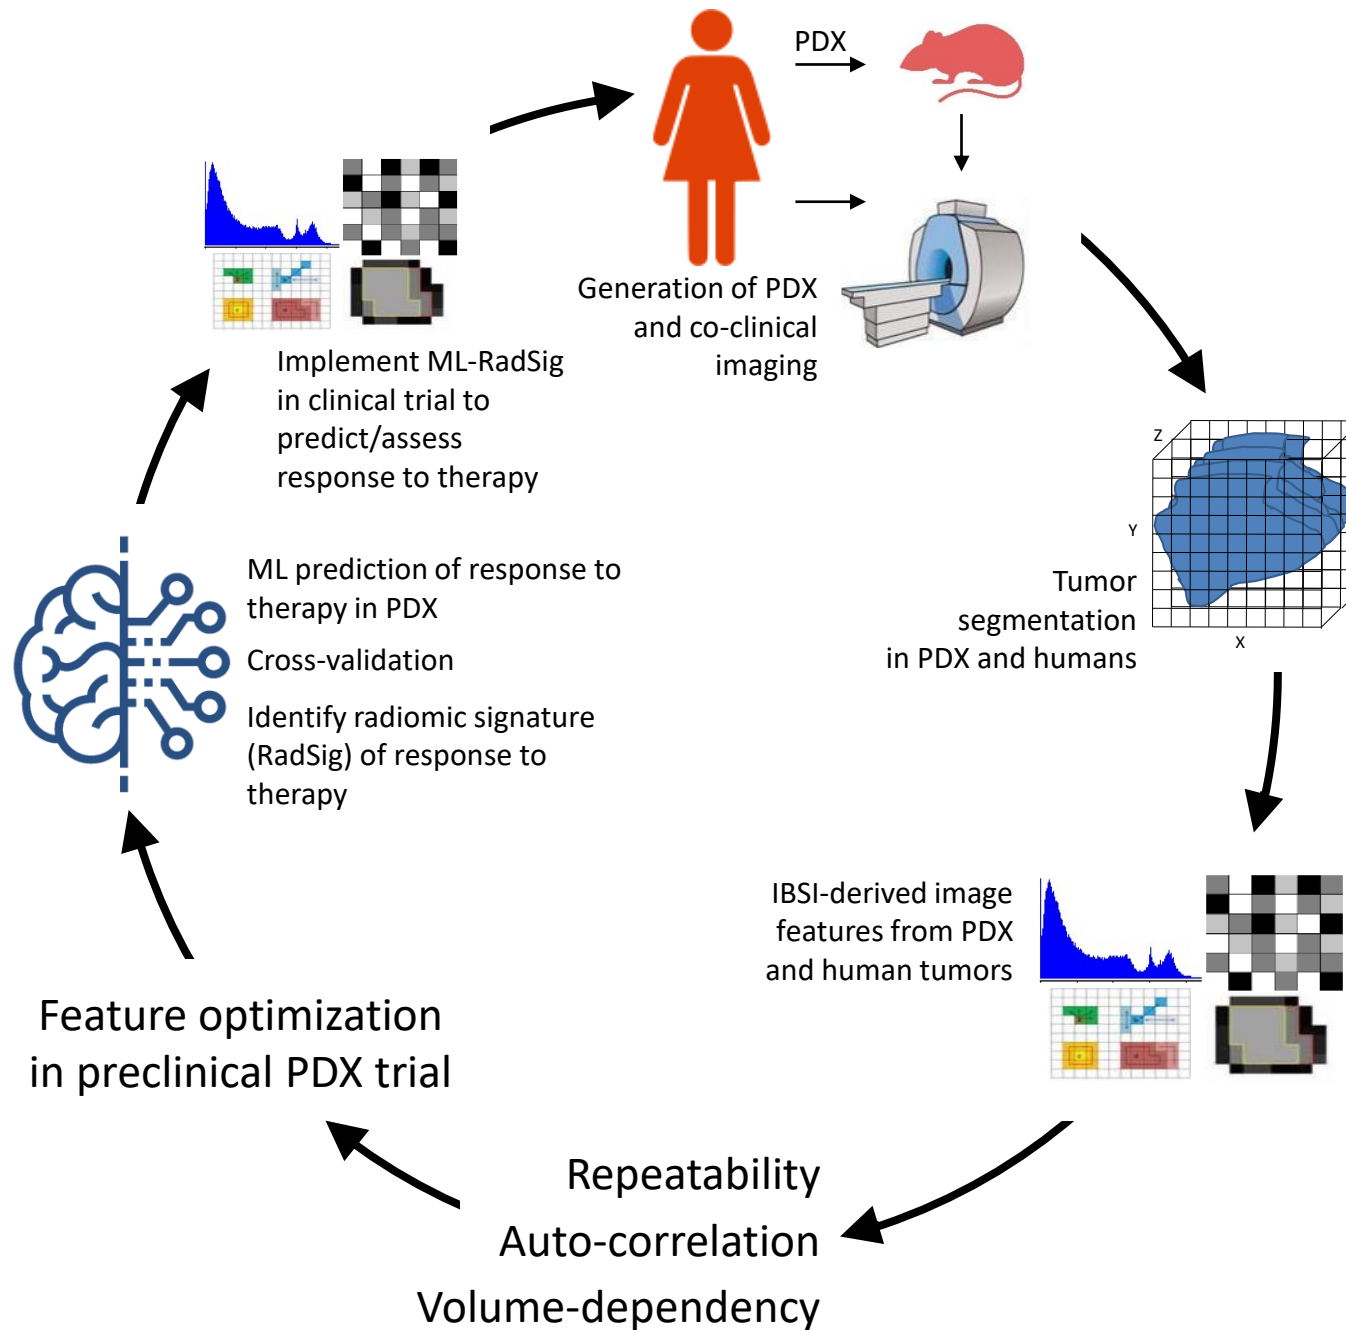 PDX
Generation of PDX
and co-clinical
imaging
Z
Y
X
Tumor
segmentation
in PDX and humans
IBSI-derived image
features from PDX
and human tumors
Repeatability
Auto-correlation
Volume-dependency
Feature optimization
in preclinical PDX trial
ML prediction of response to
therapy in PDX
Cross-validation
Identify radiomic signature
(RadSig) of response to
therapy
Implement ML-RadSig
in clinical trial to
predict/assess
response to therapy